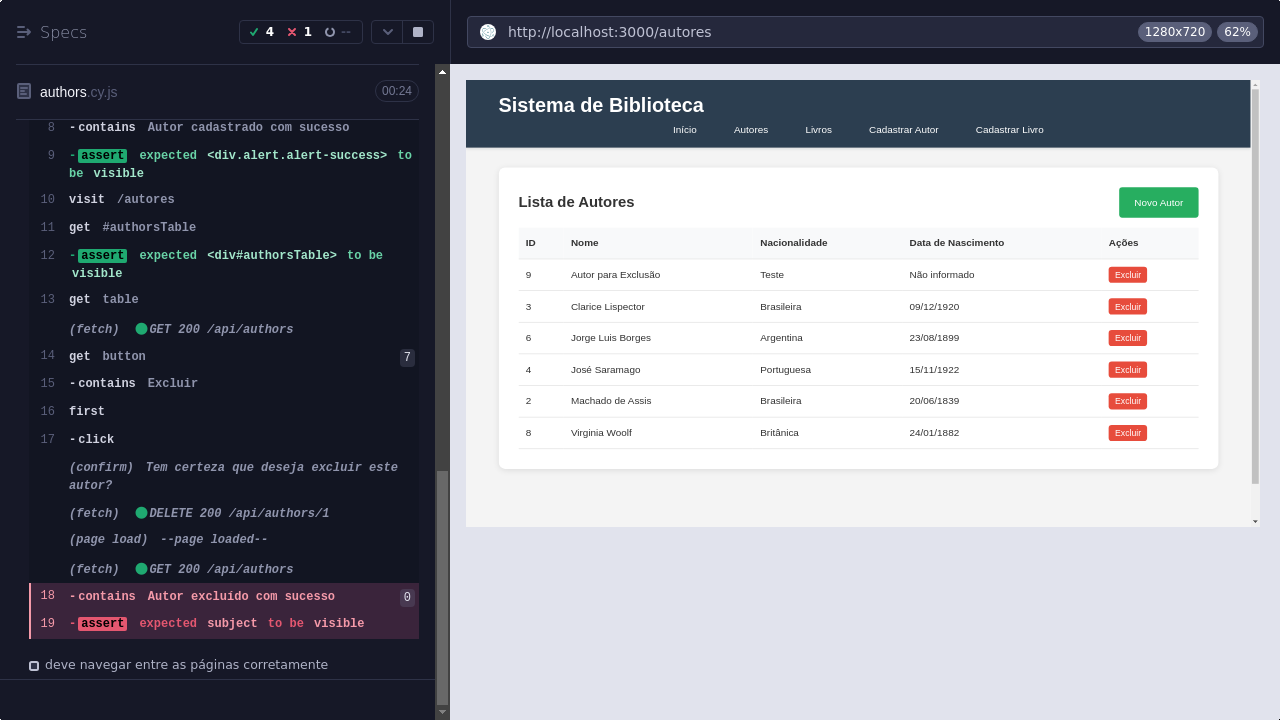 Specs
4
1
--
http://localhost:3000/autores
1280x720
62%
authors.cy.js
00:24
8 -contains Autor cadastrado com sucesso
9 -assert expected <div.alert.alert-success> to
be visible
10 visit /autores
11 get #authorsTable
12 -assert expected <div#authorsTable> to be
visible
13 get table
(fetch) GET 200 /api/authors
14 get button 7
15 -contains Excluir
16 first
17 -click
(confirm) Tem certeza que deseja excluir este
autor?
(fetch) DELETE 200 /api/authors/1
(page load) --page loaded--
(fetch) GET 200 /api/authors
18 -contains Autor excluído com sucesso 0
19 -assert expected subject to be visible
deve navegar entre as páginas corretamente
Sistema de Biblioteca
Início Autores Livros Cadastrar Autor Cadastrar Livro
Lista de Autores
Novo Autor
ID Nome Nacionalidade Data de Nascimento Ações
9 Autor para Exclusão Teste Não informado Excluir
3 Clarice Lispector Brasileira 09/12/1920 Excluir
6 Jorge Luis Borges Argentina 23/08/1899 Excluir
4 José Saramago Portuguesa 15/11/1922 Excluir
2 Machado de Assis Brasileira 20/06/1839 Excluir
8 Virginia Woolf Britânica 24/01/1882 Excluir